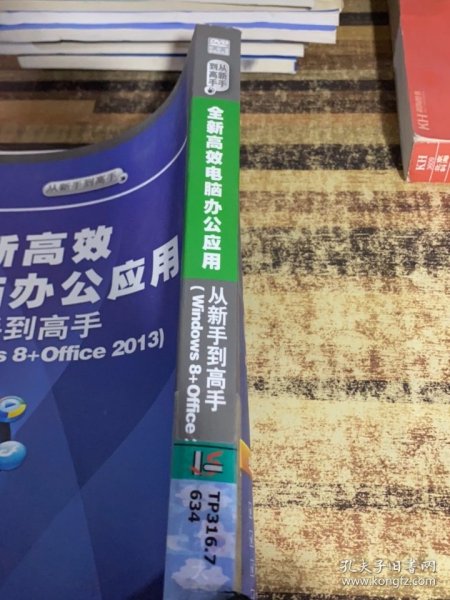 从新手
到高手
全新高效电脑办公应用
从新手到高手
(Windows 8+Office
TP316.7
634
从新手到高手
新高效
办公应用
到高手
8+Office 2013)
KH
KH
孔夫子旧书网
www.kongfz.com